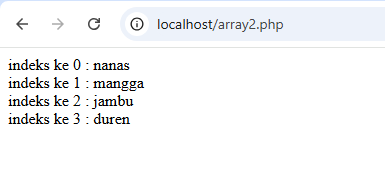 localhost/array2.php
indeks ke 0 : nanas
indeks ke 1 : mangga
indeks ke 2 : jambu
indeks ke 3 : duren